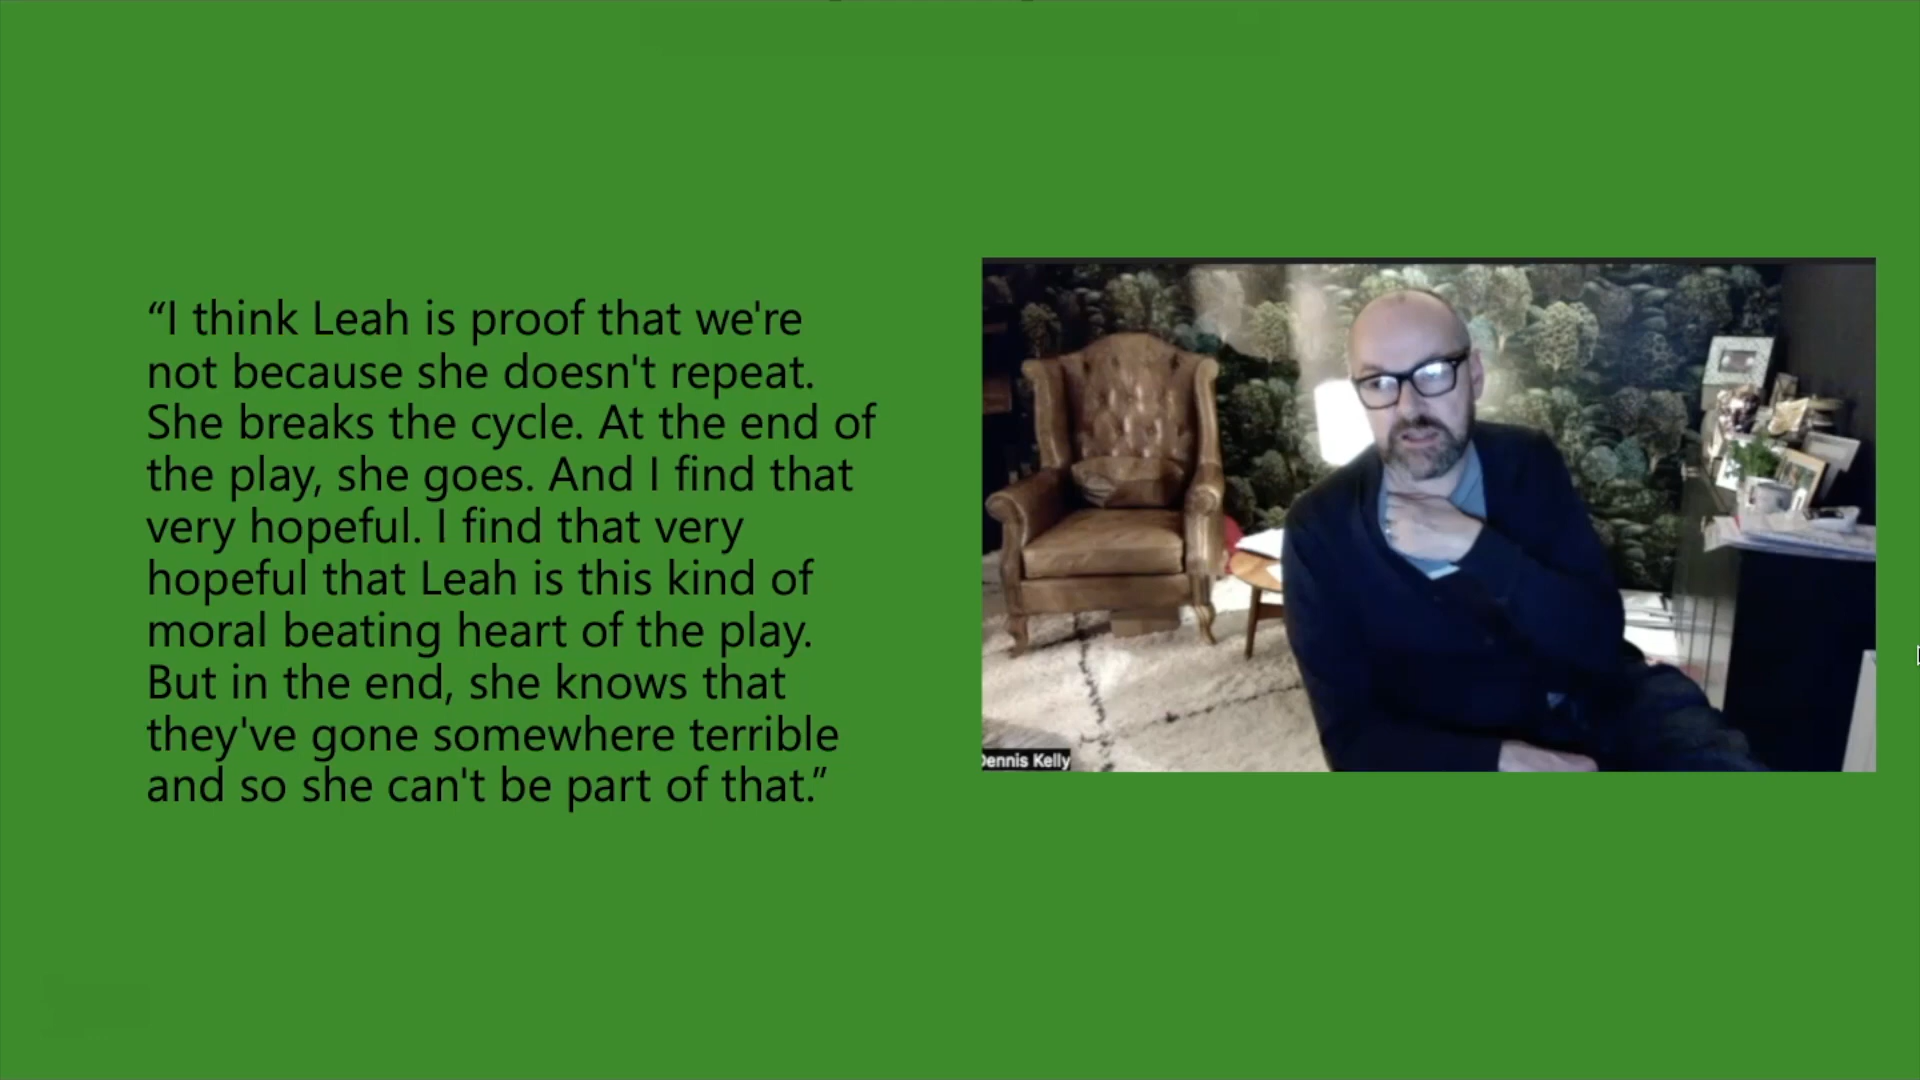 “I think Leah is proof that we're
not because she doesn't repeat.
She breaks the cycle. At the end of
the play, she goes. And I find that
very hopeful. I find that very
hopeful that Leah is this kind of
moral beating heart of the play.
But in the end, she knows that
they've gone somewhere terrible
and so she can't be part of that.”
Dennis Kelly